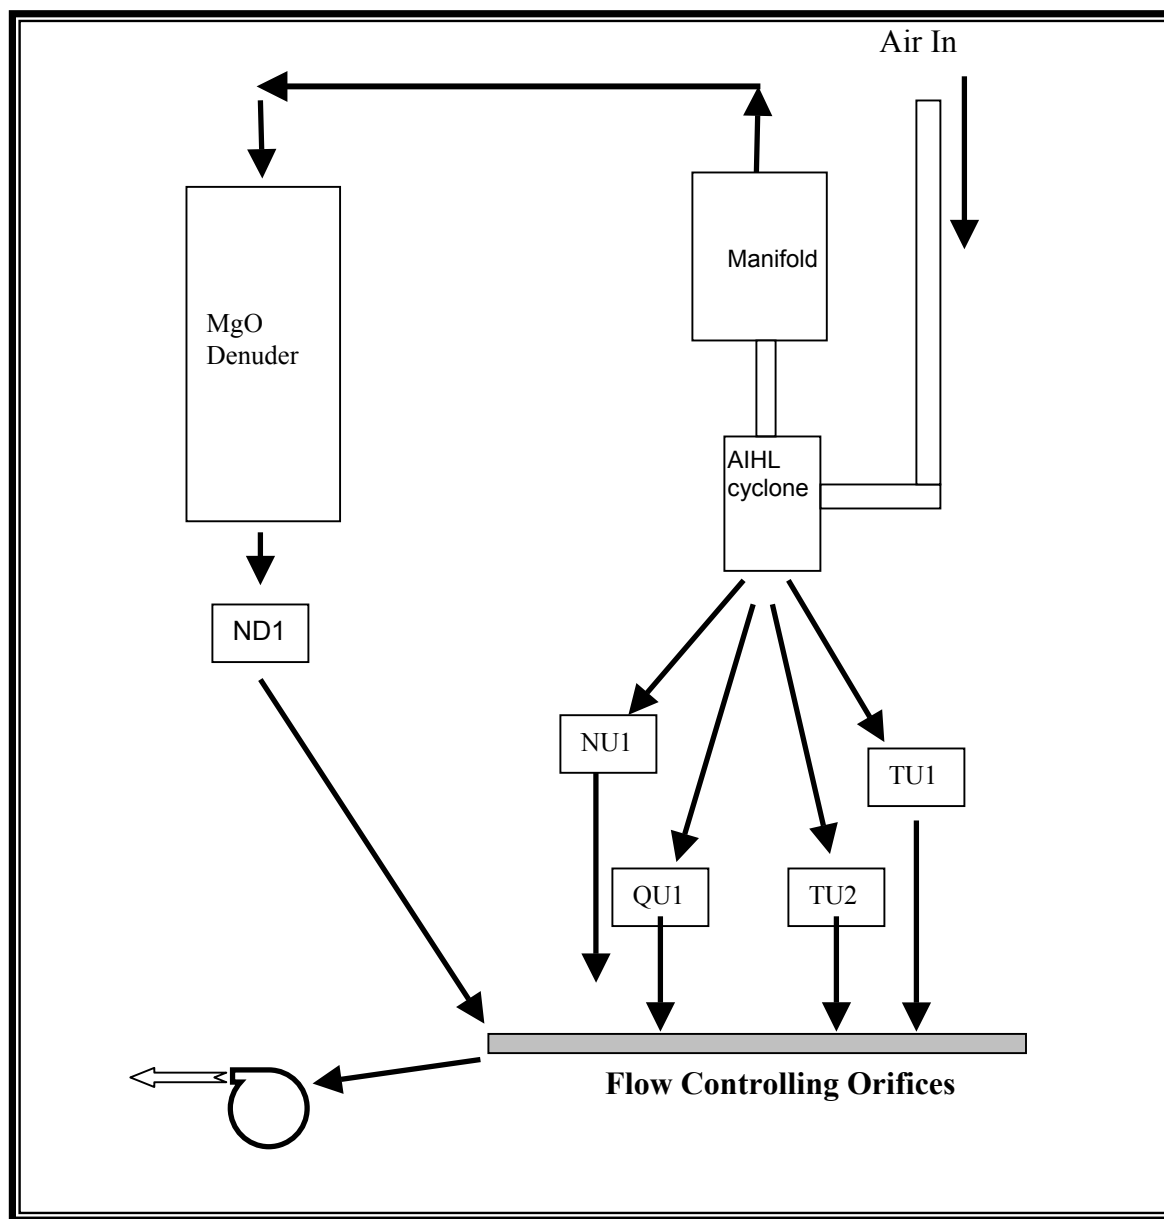 Air In
Manifold
MgO
Denuder
AIHL
cyclone
ND1
NU1
TU1
QU1
TU2
Flow Controlling Orifices